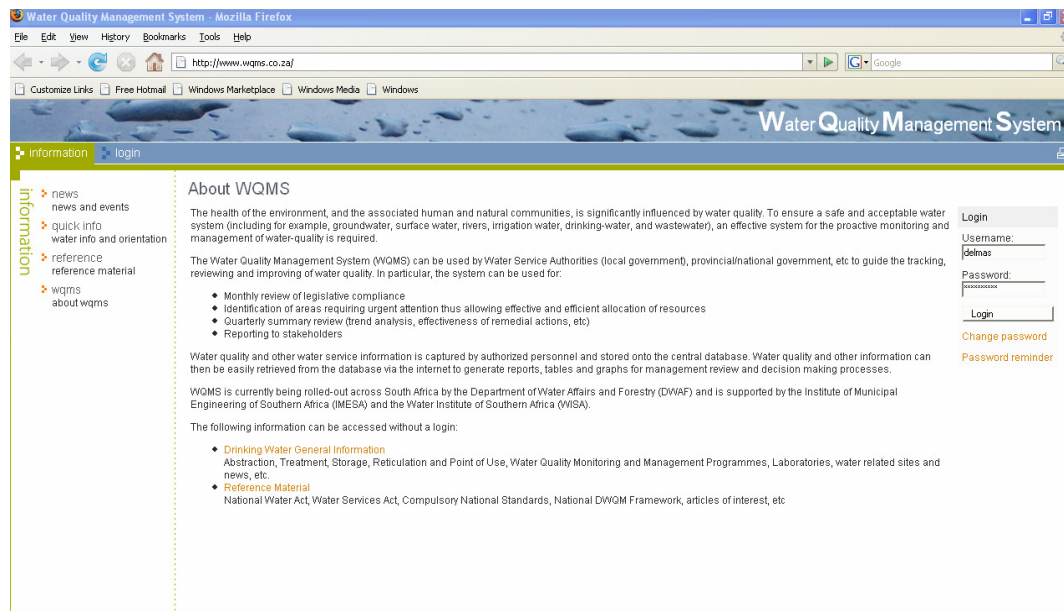 Water Quality Management System - Mozilla Firefox
File Edit View History Bookmarks Tools Help
http://www.wqms.co.za/
G Google
Customize Links Free Hotmail Windows Marketplace Windows Media Windows
Water Quality Management System
information login
information
news
news and events
quick info
water info and orientation
reference
reference material
wqms
about wqms
About WQMS
The health of the environment, and the associated human and natural communities, is significantly influenced by water quality. To ensure a safe and acceptable water
system (including for example, groundwater, surface water, rivers, irrigation water, drinking-water, and wastewater), an effective system for the proactive monitoring and
management of water-quality is required.
The Water Quality Management System (WQMS) can be used by Water Service Authorities (local government), provincial/national government, etc to guide the tracking,
reviewing and improving of water quality. In particular, the system can be used for:
Monthly review of legislative compliance
Identification of areas requiring urgent attention thus allowing effective and efficient allocation of resources
Quarterly summary review (trend analysis, effectiveness of remedial actions, etc)
Reporting to stakeholders
Water quality and other water service information is captured by authorized personnel and stored onto the central database. Water quality and other information can
then be easily retrieved from the database via the internet to generate reports, tables and graphs for management review and decision making processes.
WQMS is currently being rolled-out across South Africa by the Department of Water Affairs and Forestry (DWAF) and is supported by the Institute of Municipal
Engineering of Southern Africa (IMESA) and the Water Institute of Southern Africa (WISA).
The following information can be accessed without a login:
Drinking Water General Information
Abstraction, Treatment, Storage, Reticulation and Point of Use, Water Quality Monitoring and Management Programmes, Laboratories, water related sites and
news, etc.
Reference Material
National Water Act, Water Services Act, Compulsory National Standards, National DWQM Framework, articles of interest, etc
Login
Username:
delmas
Password:
xxxxxxxxxx
Login
Change password
Password reminder